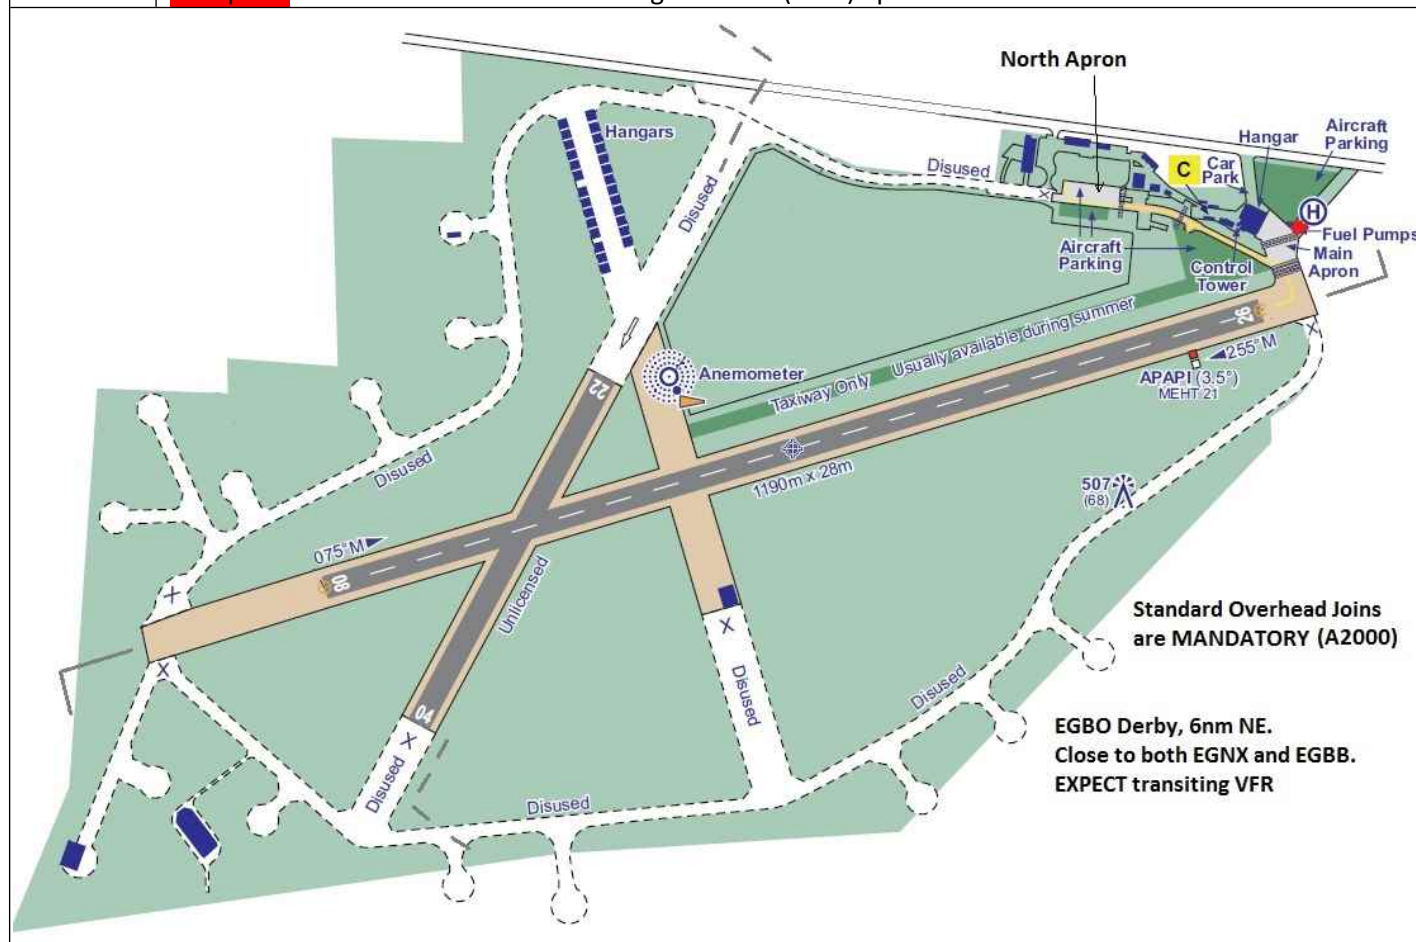 North Apron
Hangars
Disused
Disused
Hangar
Aircraft
Parking
C
Car
Park
H
Fuel Pumps
Main
Apron
Aircraft
Parking
Control
Tower
26
255°M
APAPI (3.5°)
MEHT 21
Taxiway Only Usually available during summer
Anemometer
22
1190m x 28m
Disused
507
(68)
075°M
08
Unlicensed
Standard Overhead Joins
are MANDATORY (A2000)
Disused
Disused
04
EGBO Derby, 6nm NE.
Close to both EGNX and EGBB.
EXPECT transiting VFR
Disused
Disused